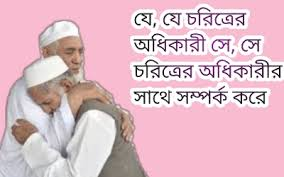 যে, যে চরিত্রের
অধিকারী সে, সে
চরিত্রের অধিকারীর
সাথে সম্পর্ক করে